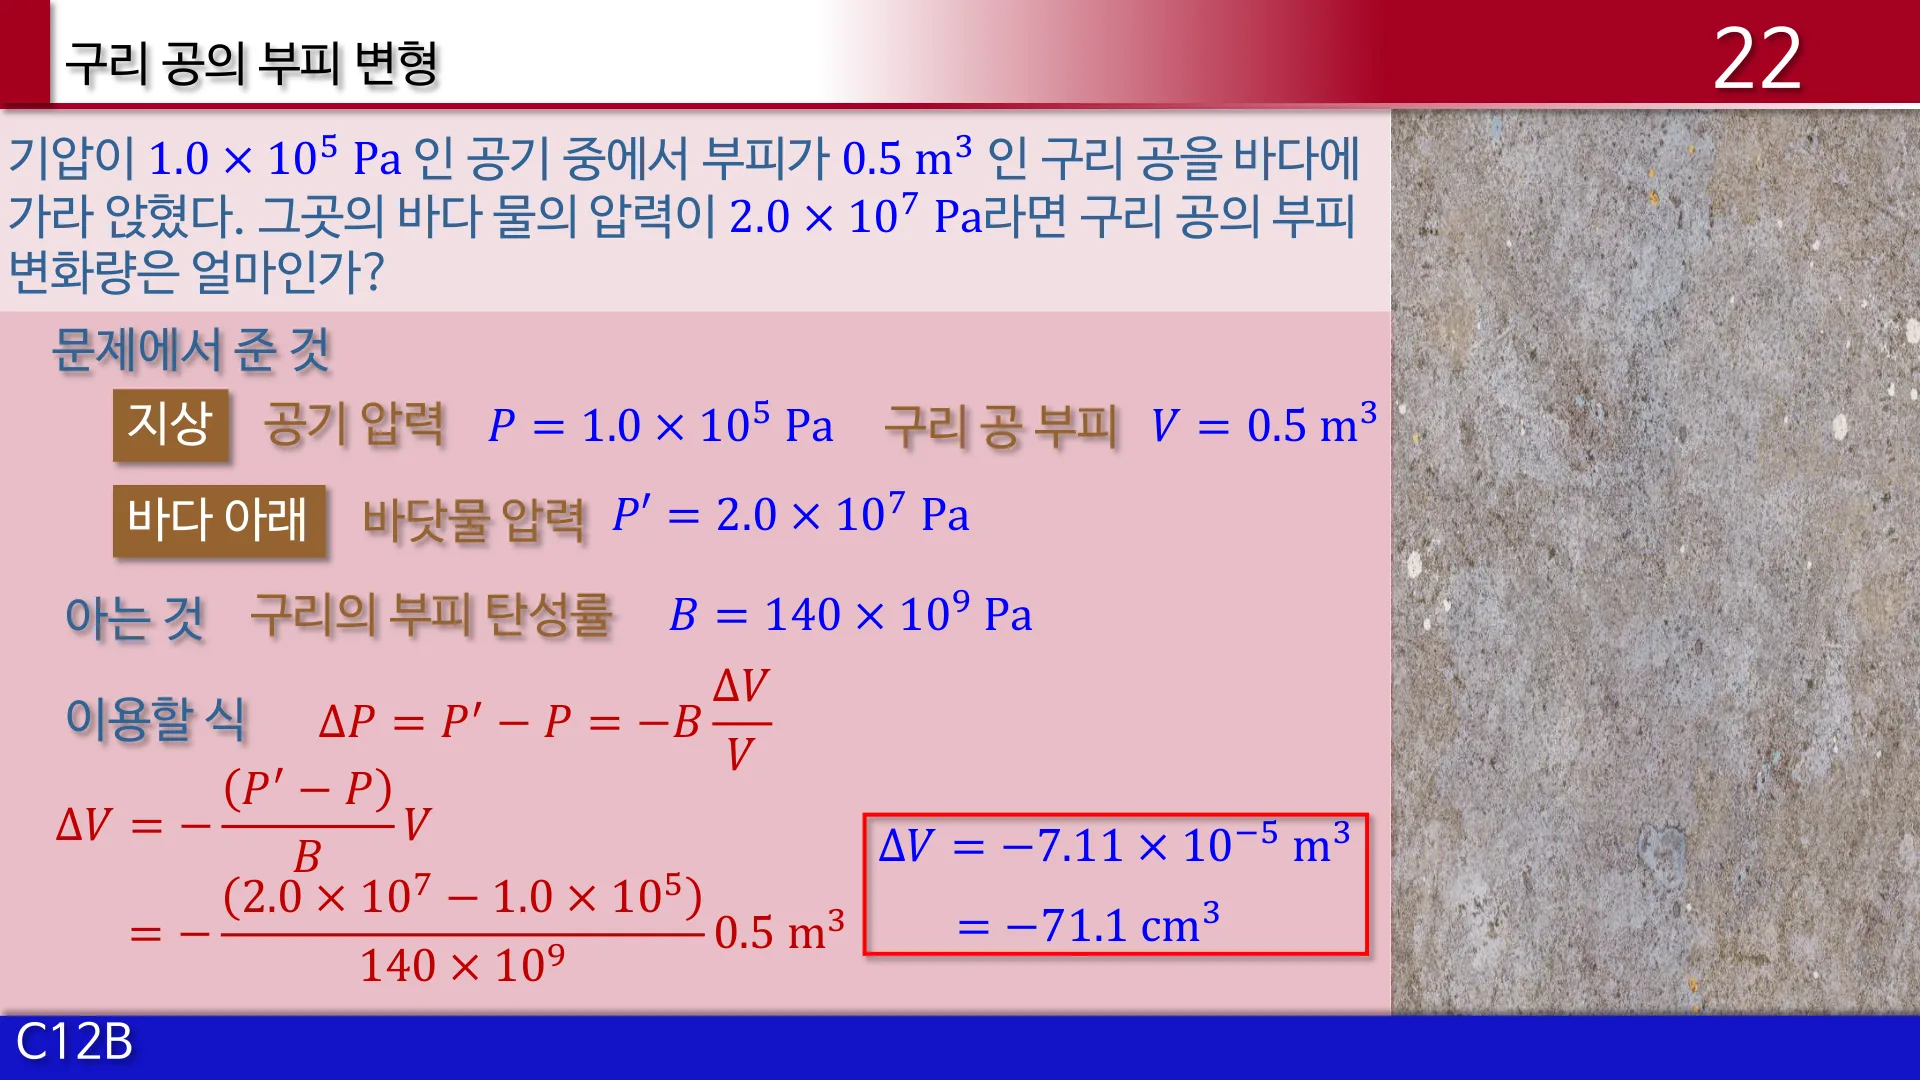 구리 공의 부피 변형
22
기압이 1.0 × 10⁵ Pa 인 공기 중에서 부피가 0.5 m³ 인 구리 공을 바다에
가라 앉혔다. 그곳의 바다 물의 압력이 2.0 × 10⁷ Pa라면 구리 공의 부피
변화량은 얼마인가?
문제에서 준 것
지상 공기 압력 P = 1.0 × 10⁵ Pa 구리 공 부피 V = 0.5 m³
바다 아래 바닷물 압력 P′ = 2.0 × 10⁷ Pa
아는 것 구리의 부피 탄성률 B = 140 × 10⁹ Pa
이용할 식 ΔP = P′ − P = −B ΔV/V
ΔV = − (P′ − P)/B V
= − (2.0 × 10⁷ − 1.0 × 10⁵)/140 × 10⁹ 0.5 m³
ΔV = −7.11 × 10⁻⁵ m³
= −71.1 cm³
C12B